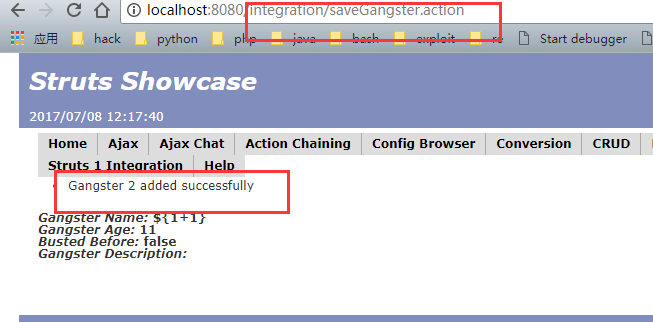 localhost:8080/integration/saveGangster.action
应用 hack python php java bash exploit re Start debugger
Struts Showcase
2017/07/08 12:17:40
Home Ajax Ajax Chat Action Chaining Config Browser Conversion CRUD
Struts 1 Integration Help
Gangster 2 added successfully
Gangster Name: ${1+1}
Gangster Age: 11
Busted Before: false
Gangster Description: